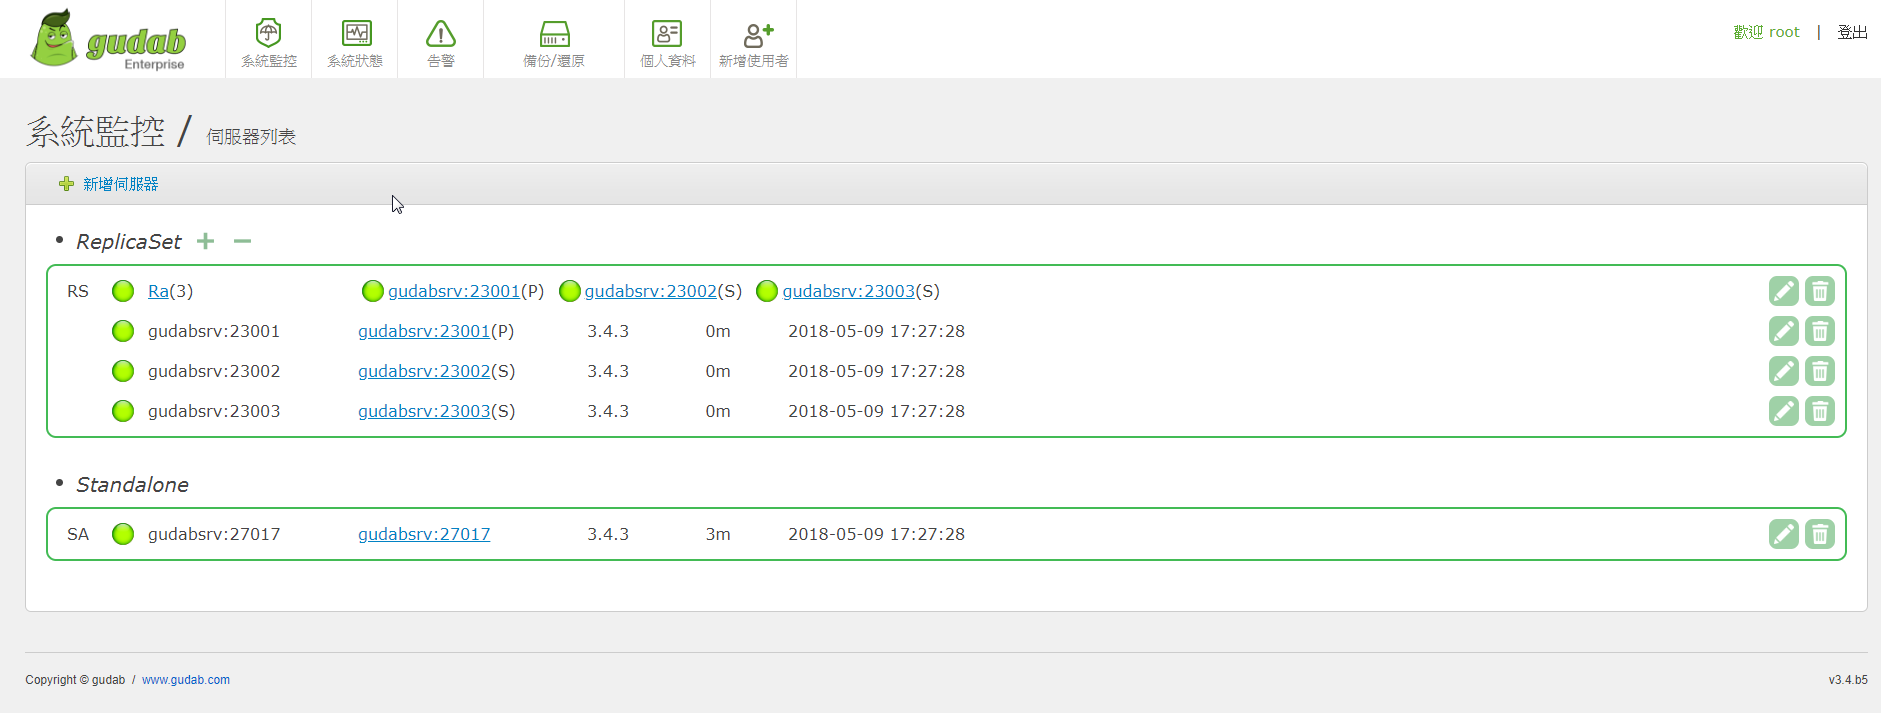 gudab
Enterprise
系統監控
系統狀態
告警
備份/還原
個人資料
新增使用者
歡迎 root | 登出
系統監控 / 伺服器列表
新增伺服器
• ReplicaSet + −
RS Ra(3) gudabsrv:23001(P) gudabsrv:23002(S) gudabsrv:23003(S)
gudabsrv:23001 gudabsrv:23001(P) 3.4.3 0m 2018-05-09 17:27:28
gudabsrv:23002 gudabsrv:23002(S) 3.4.3 0m 2018-05-09 17:27:28
gudabsrv:23003 gudabsrv:23003(S) 3.4.3 0m 2018-05-09 17:27:28
• Standalone
SA gudabsrv:27017 gudabsrv:27017 3.4.3 3m 2018-05-09 17:27:28
Copyright © gudab / www.gudab.com
v3.4.b5